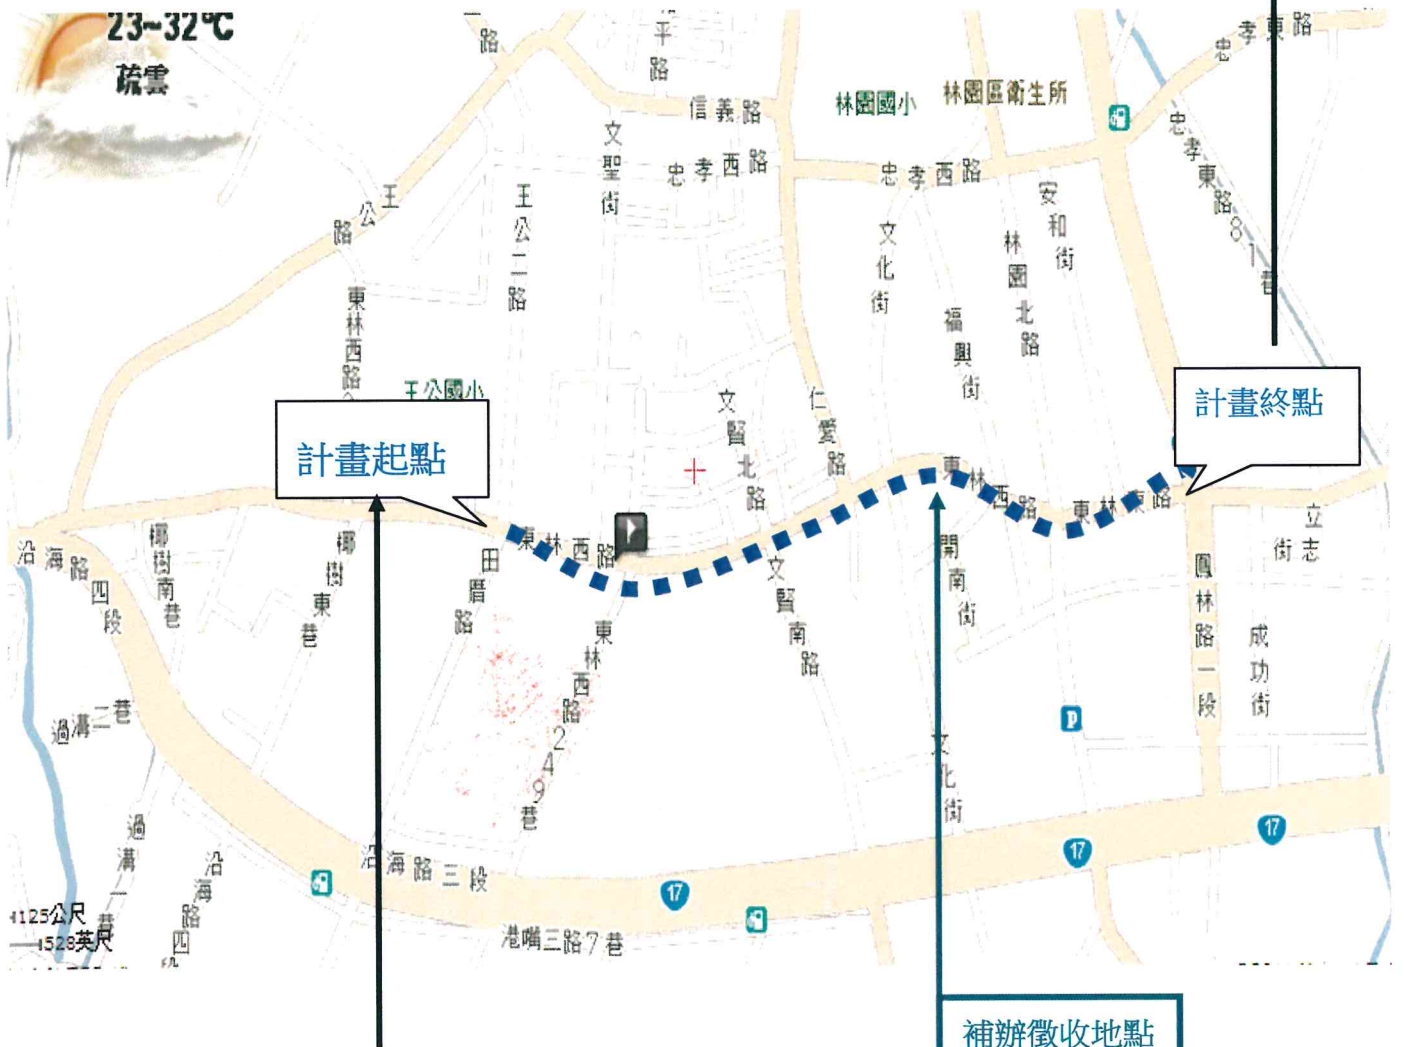 23~32℃
疏雲
路
平路
信義路
林園國小
林園區衛生所
忠孝東路
文聖街
忠孝西路
忠孝西路
忠孝東路81巷
王公路
王公二路
文化街
安和街
林園北路
東林西路
福興街
王公國小
文賢北路
仁愛路
計畫起點
計畫終點
東林西路
東林西路
東林東路
沿海路四段
椰樹南巷
椰樹東巷
田厝路
文賢南路
開南街
立志街
鳳林路一段
成功街
東林西路249巷
過溝二巷
P
文化街
過溝一巷
沿海路四段
沿海路三段
17
17
17
125公尺
528英尺
港嘴三路7巷
補辦徵收地點